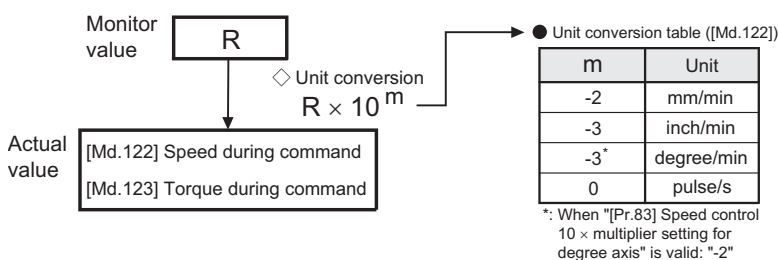 Monitor
value
R
◇ Unit conversion
R × 10 m
Actual
value
[Md.122] Speed during command
[Md.123] Torque during command
● Unit conversion table ([Md.122])
m Unit
-2 mm/min
-3 inch/min
-3* degree/min
0 pulse/s
*: When "[Pr.83] Speed control
10 × multiplier setting for
degree axis" is valid: "-2"